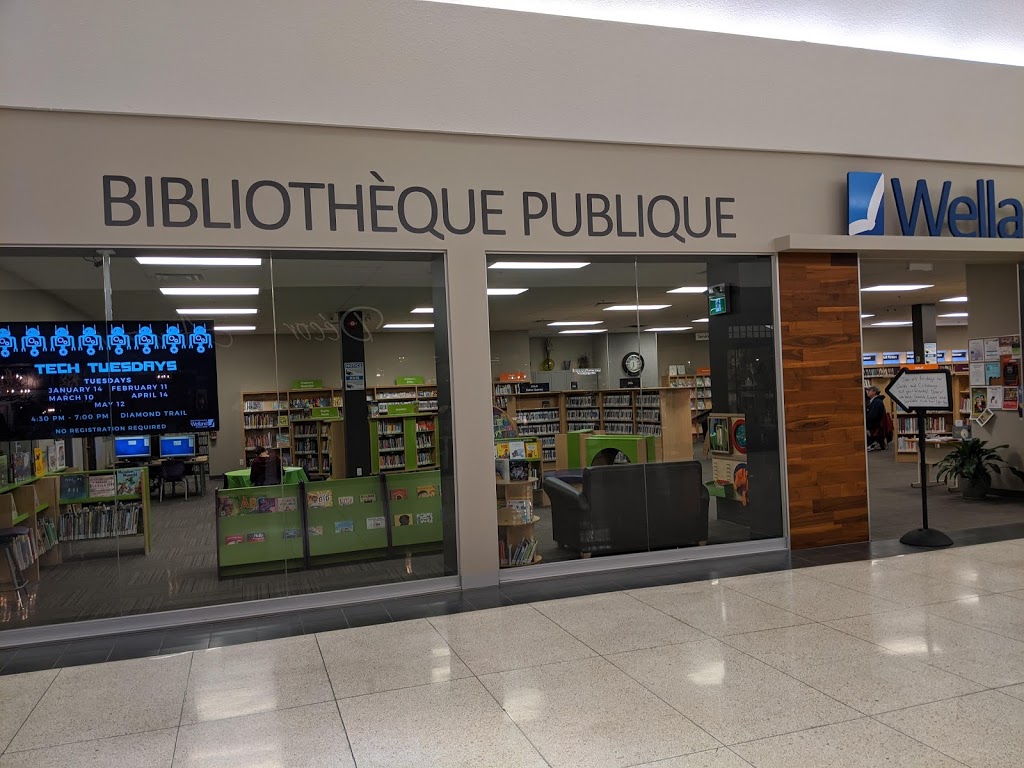 BIBLIOTHÈQUE PUBLIQUE
Wella
TECH TUESDAYS
TUESDAYS
JANUARY 14 FEBRUARY 11
MARCH 10 APRIL 14
MAY 12
4:30 PM - 7:00 PM DIAMOND TRAIL
NO REGISTRATION REQUIRED
Welland